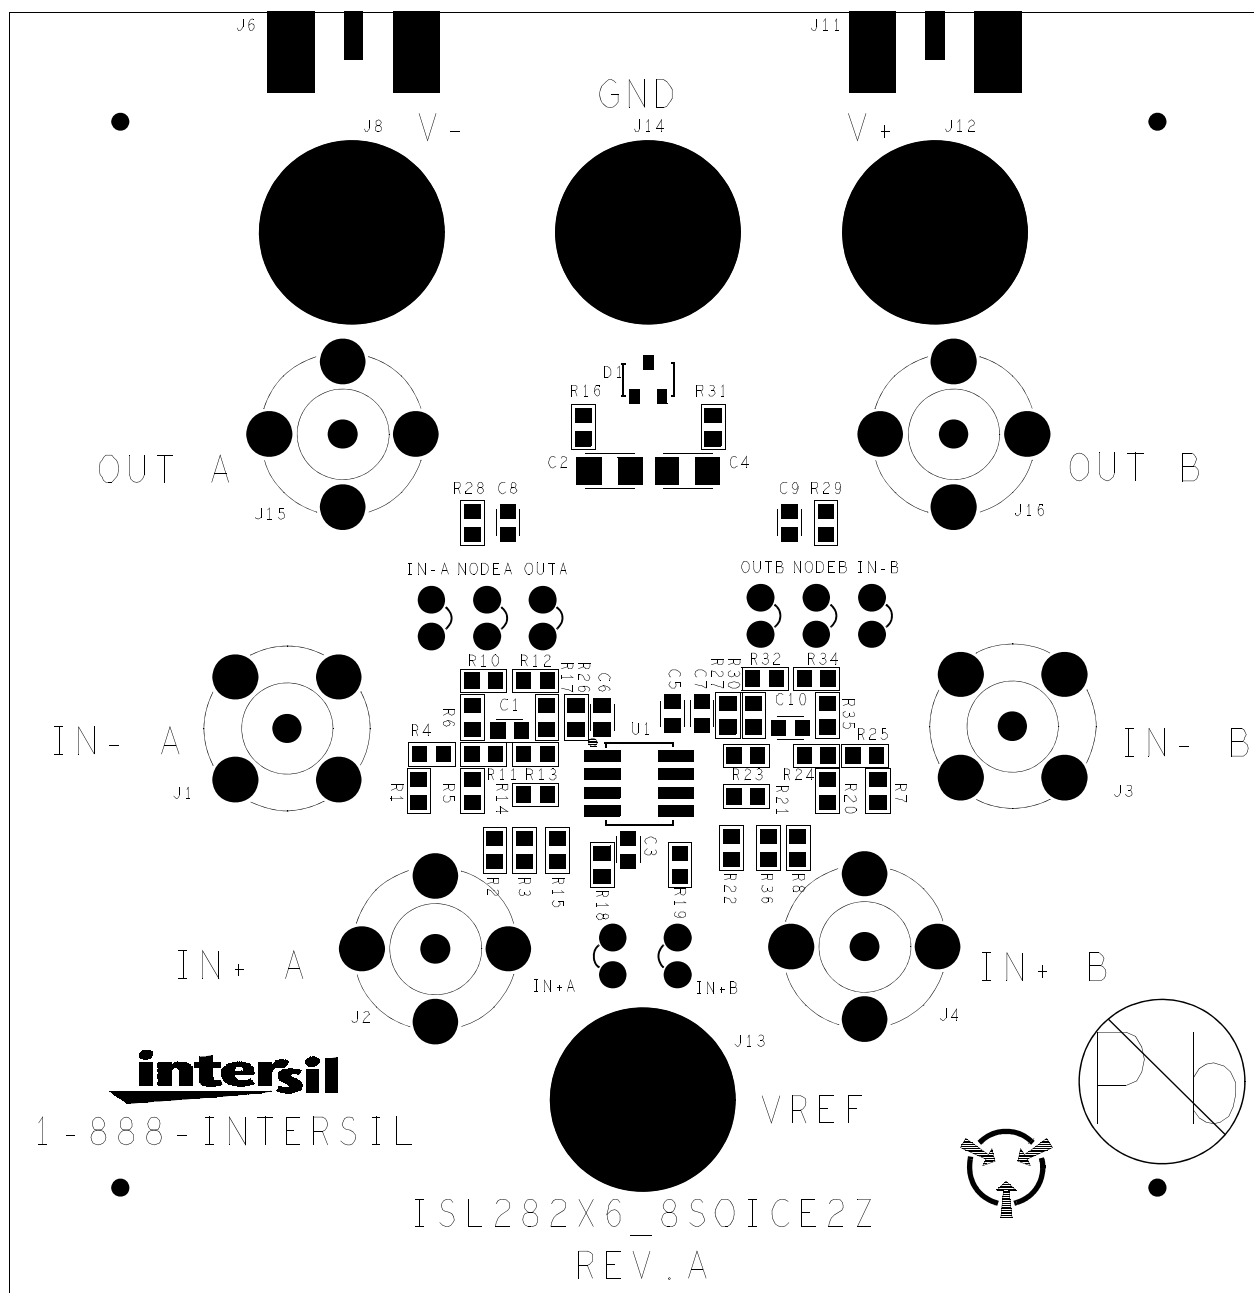 J6
J11
GND
J8
V-
J14
V+
J12
D1
R16
R31
C2
C4
OUT A
OUT B
J15
J16
R28
C8
C9
R29
IN-A NODEA OUTA
OUTB NODEB IN-B
R10
R12
R17
R26
C6
C5
C7
R27
R30
R32
R34
R6
C1
C10
R35
IN- A
R4
U1
R25
IN- B
R11
R13
R23
R24
J1
R1
R5
R14
R21
R20
R7
J3
C3
R2
R3
R15
R18
R19
R22
R36
R8
IN+ A
IN+ B
IN+A
IN+B
J2
J4
J13
intersil
VREF
Pb
1-888-INTERSIL
ISL282X6_8SOICE2Z
REV.A